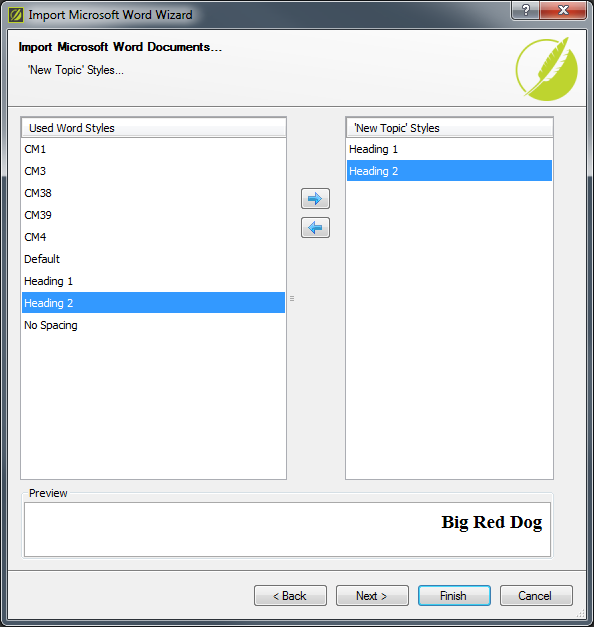 Import Microsoft Word Wizard
?
Import Microsoft Word Documents...
'New Topic' Styles...
Used Word Styles
CM1
CM3
CM38
CM39
CM4
Default
Heading 1
Heading 2
No Spacing
'New Topic' Styles
Heading 1
Heading 2
Preview
Big Red Dog
< Back Next > Finish Cancel